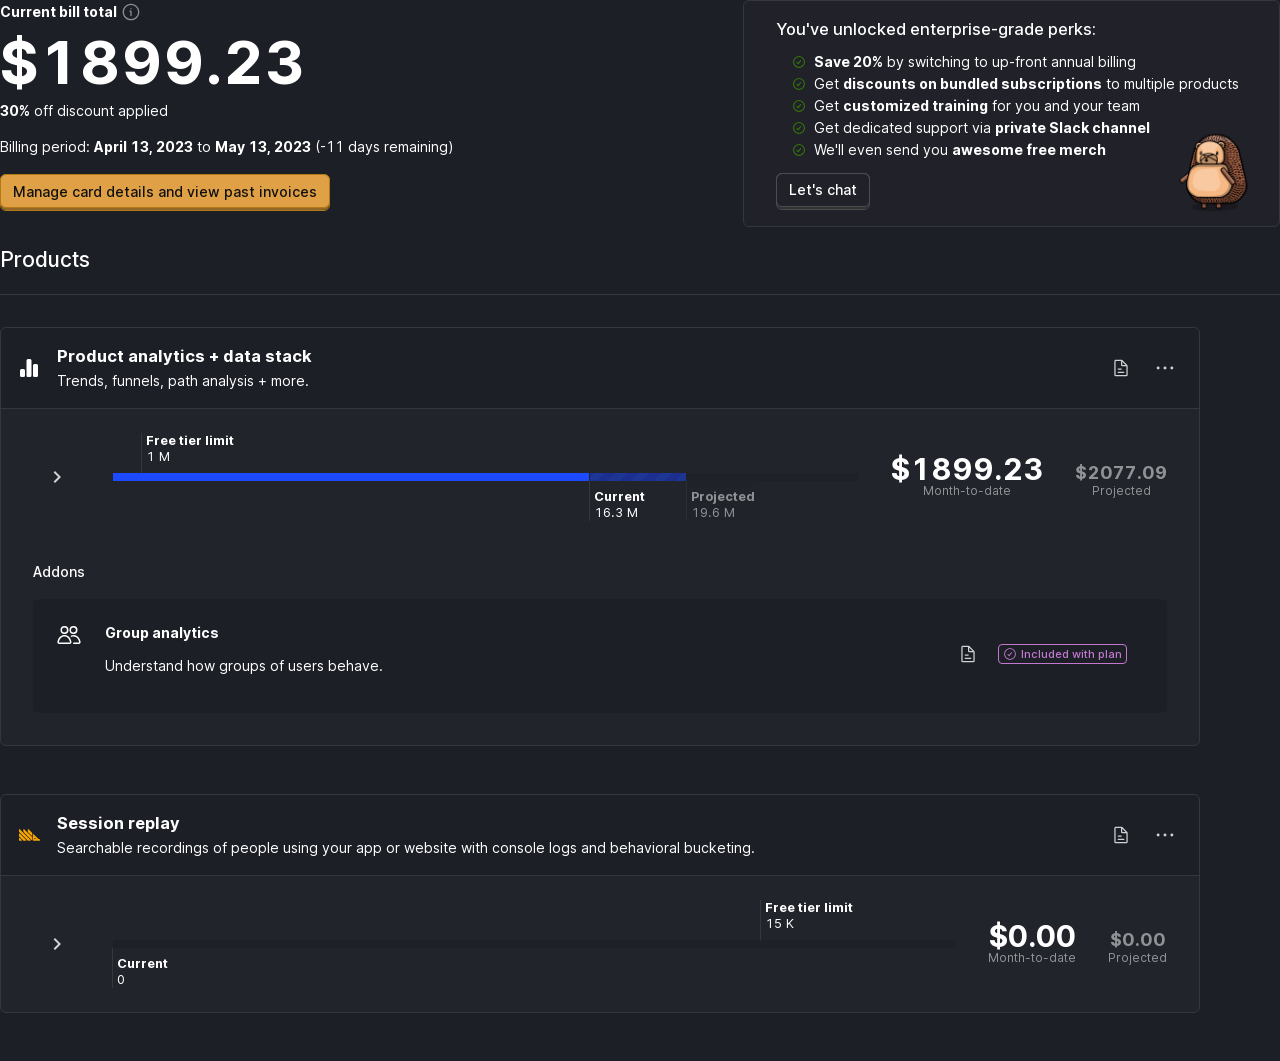 Current bill total
$1899.23
30% off discount applied
Billing period: April 13, 2023 to May 13, 2023 (-11 days remaining)
Manage card details and view past invoices
You've unlocked enterprise-grade perks:
Save 20% by switching to up-front annual billing
Get discounts on bundled subscriptions to multiple products
Get customized training for you and your team
Get dedicated support via private Slack channel
We'll even send you awesome free merch
Let's chat
Products
Product analytics + data stack
Trends, funnels, path analysis + more.
Free tier limit
1 M
Current
16.3 M
Projected
19.6 M
$1899.23
Month-to-date
$2077.09
Projected
Addons
Group analytics
Understand how groups of users behave.
Included with plan
Session replay
Searchable recordings of people using your app or website with console logs and behavioral bucketing.
Free tier limit
15 K
Current
0
$0.00
Month-to-date
$0.00
Projected